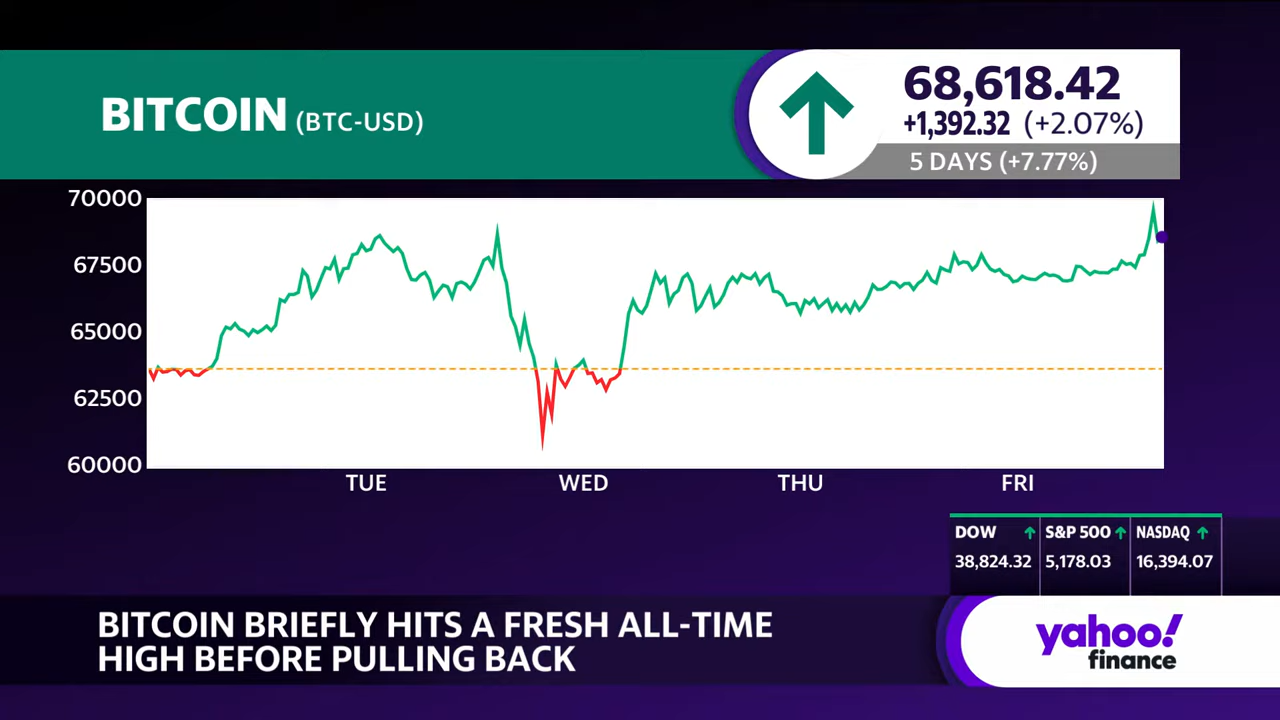 BITCOIN (BTC-USD)
68,618.42
+1,392.32 (+2.07%)
5 DAYS (+7.77%)
70000
67500
65000
62500
60000
TUE WED THU FRI
DOW S&P 500 NASDAQ
38,824.32 5,178.03 16,394.07
BITCOIN BRIEFLY HITS A FRESH ALL-TIME
HIGH BEFORE PULLING BACK
yahoo!
finance